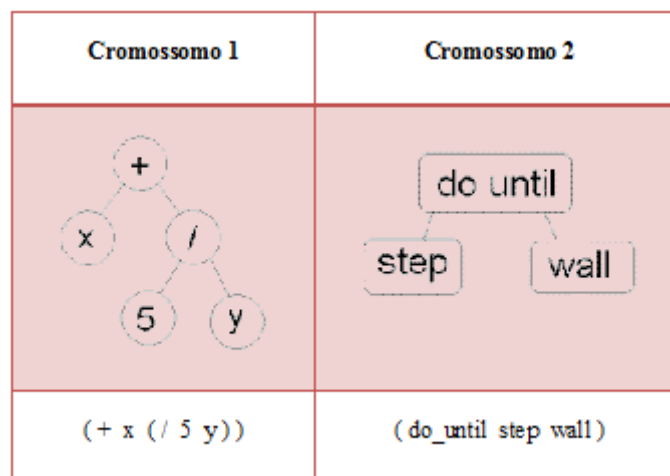 Cromossomo 1
Cromossomo 2
+
x
/
5
y
do until
step
wall
(+ x (/ 5 y))
(do_until step wall)